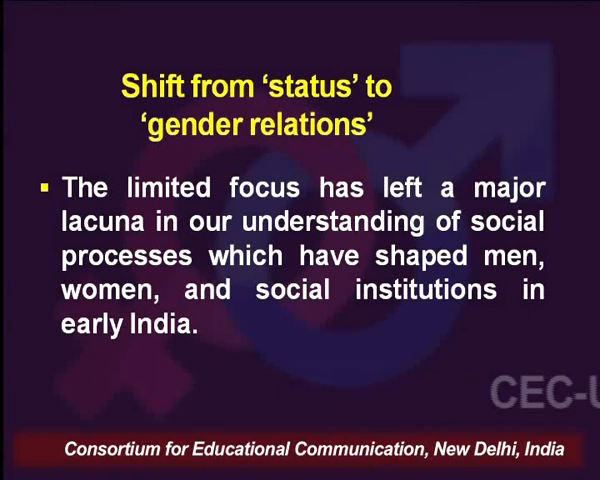 Shift from ‘status’ to
‘gender relations’
▪ The limited focus has left a major
lacuna in our understanding of social
processes which have shaped men,
women, and social institutions in
early India.
CEC-U
Consortium for Educational Communication, New Delhi, India